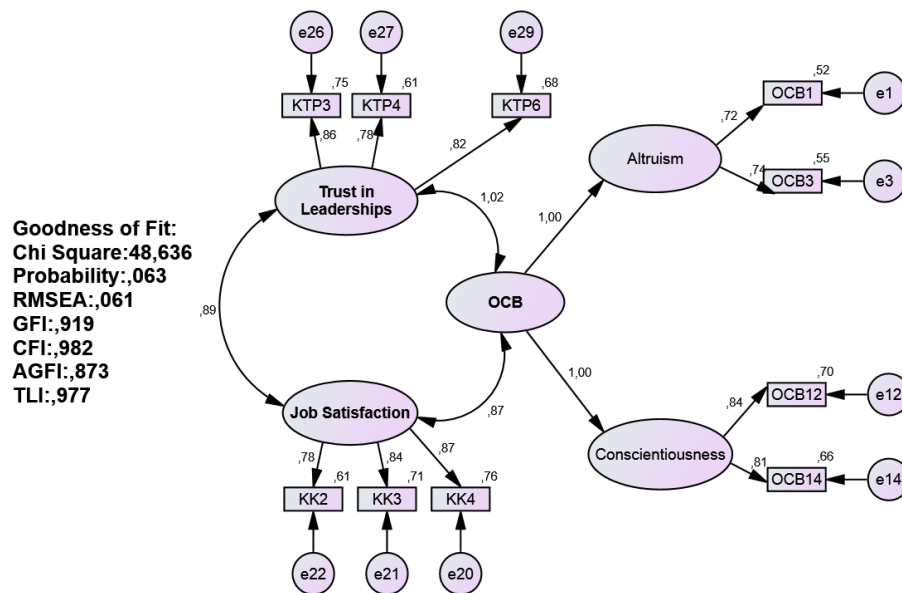 e26
e27
e29
,75
,61
,68
KTP3
KTP4
KTP6
,86
,78
,82
Trust in
Leaderships
1,02
,52
OCB1
e1
,72
Altruism
,55
,74
OCB3
e3
1,00
Goodness of Fit:
Chi Square:48,636
Probability:,063
RMSEA:,061
GFI:,919
CFI:,982
AGFI:,873
TLI:,977
,89
OCB
1,00
Job Satisfaction
,87
,70
,84
OCB12
e12
Conscientiousness
,66
,81
OCB14
e14
,78
,84
,87
,61
,71
,76
KK2
KK3
KK4
e22
e21
e20